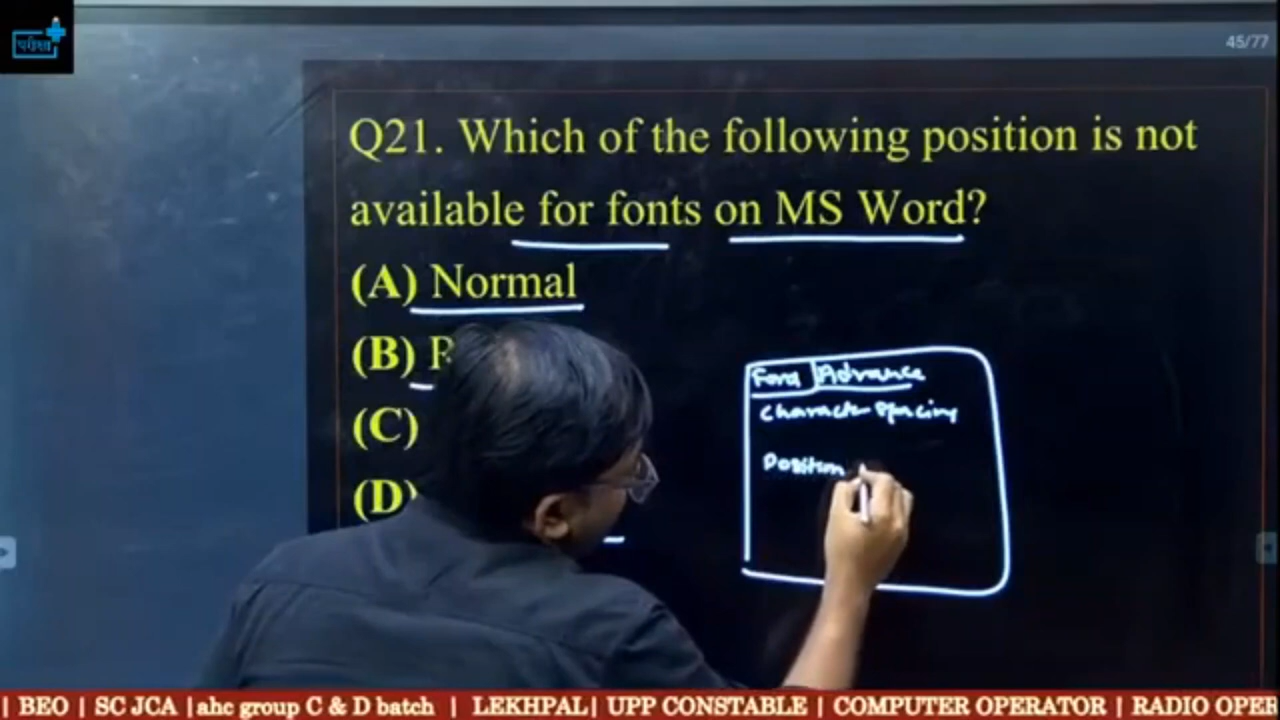 परीक्षा
45/77
Q21. Which of the following position is not
available for fonts on MS Word?
(A) Normal
(B) R
(C)
(D)
Font Advance
Character spacing
Position
| BEO | SC JCA |ahc group C & D batch | LEKHPAL| UPP CONSTABLE | COMPUTER OPERATOR | RADIO OPER